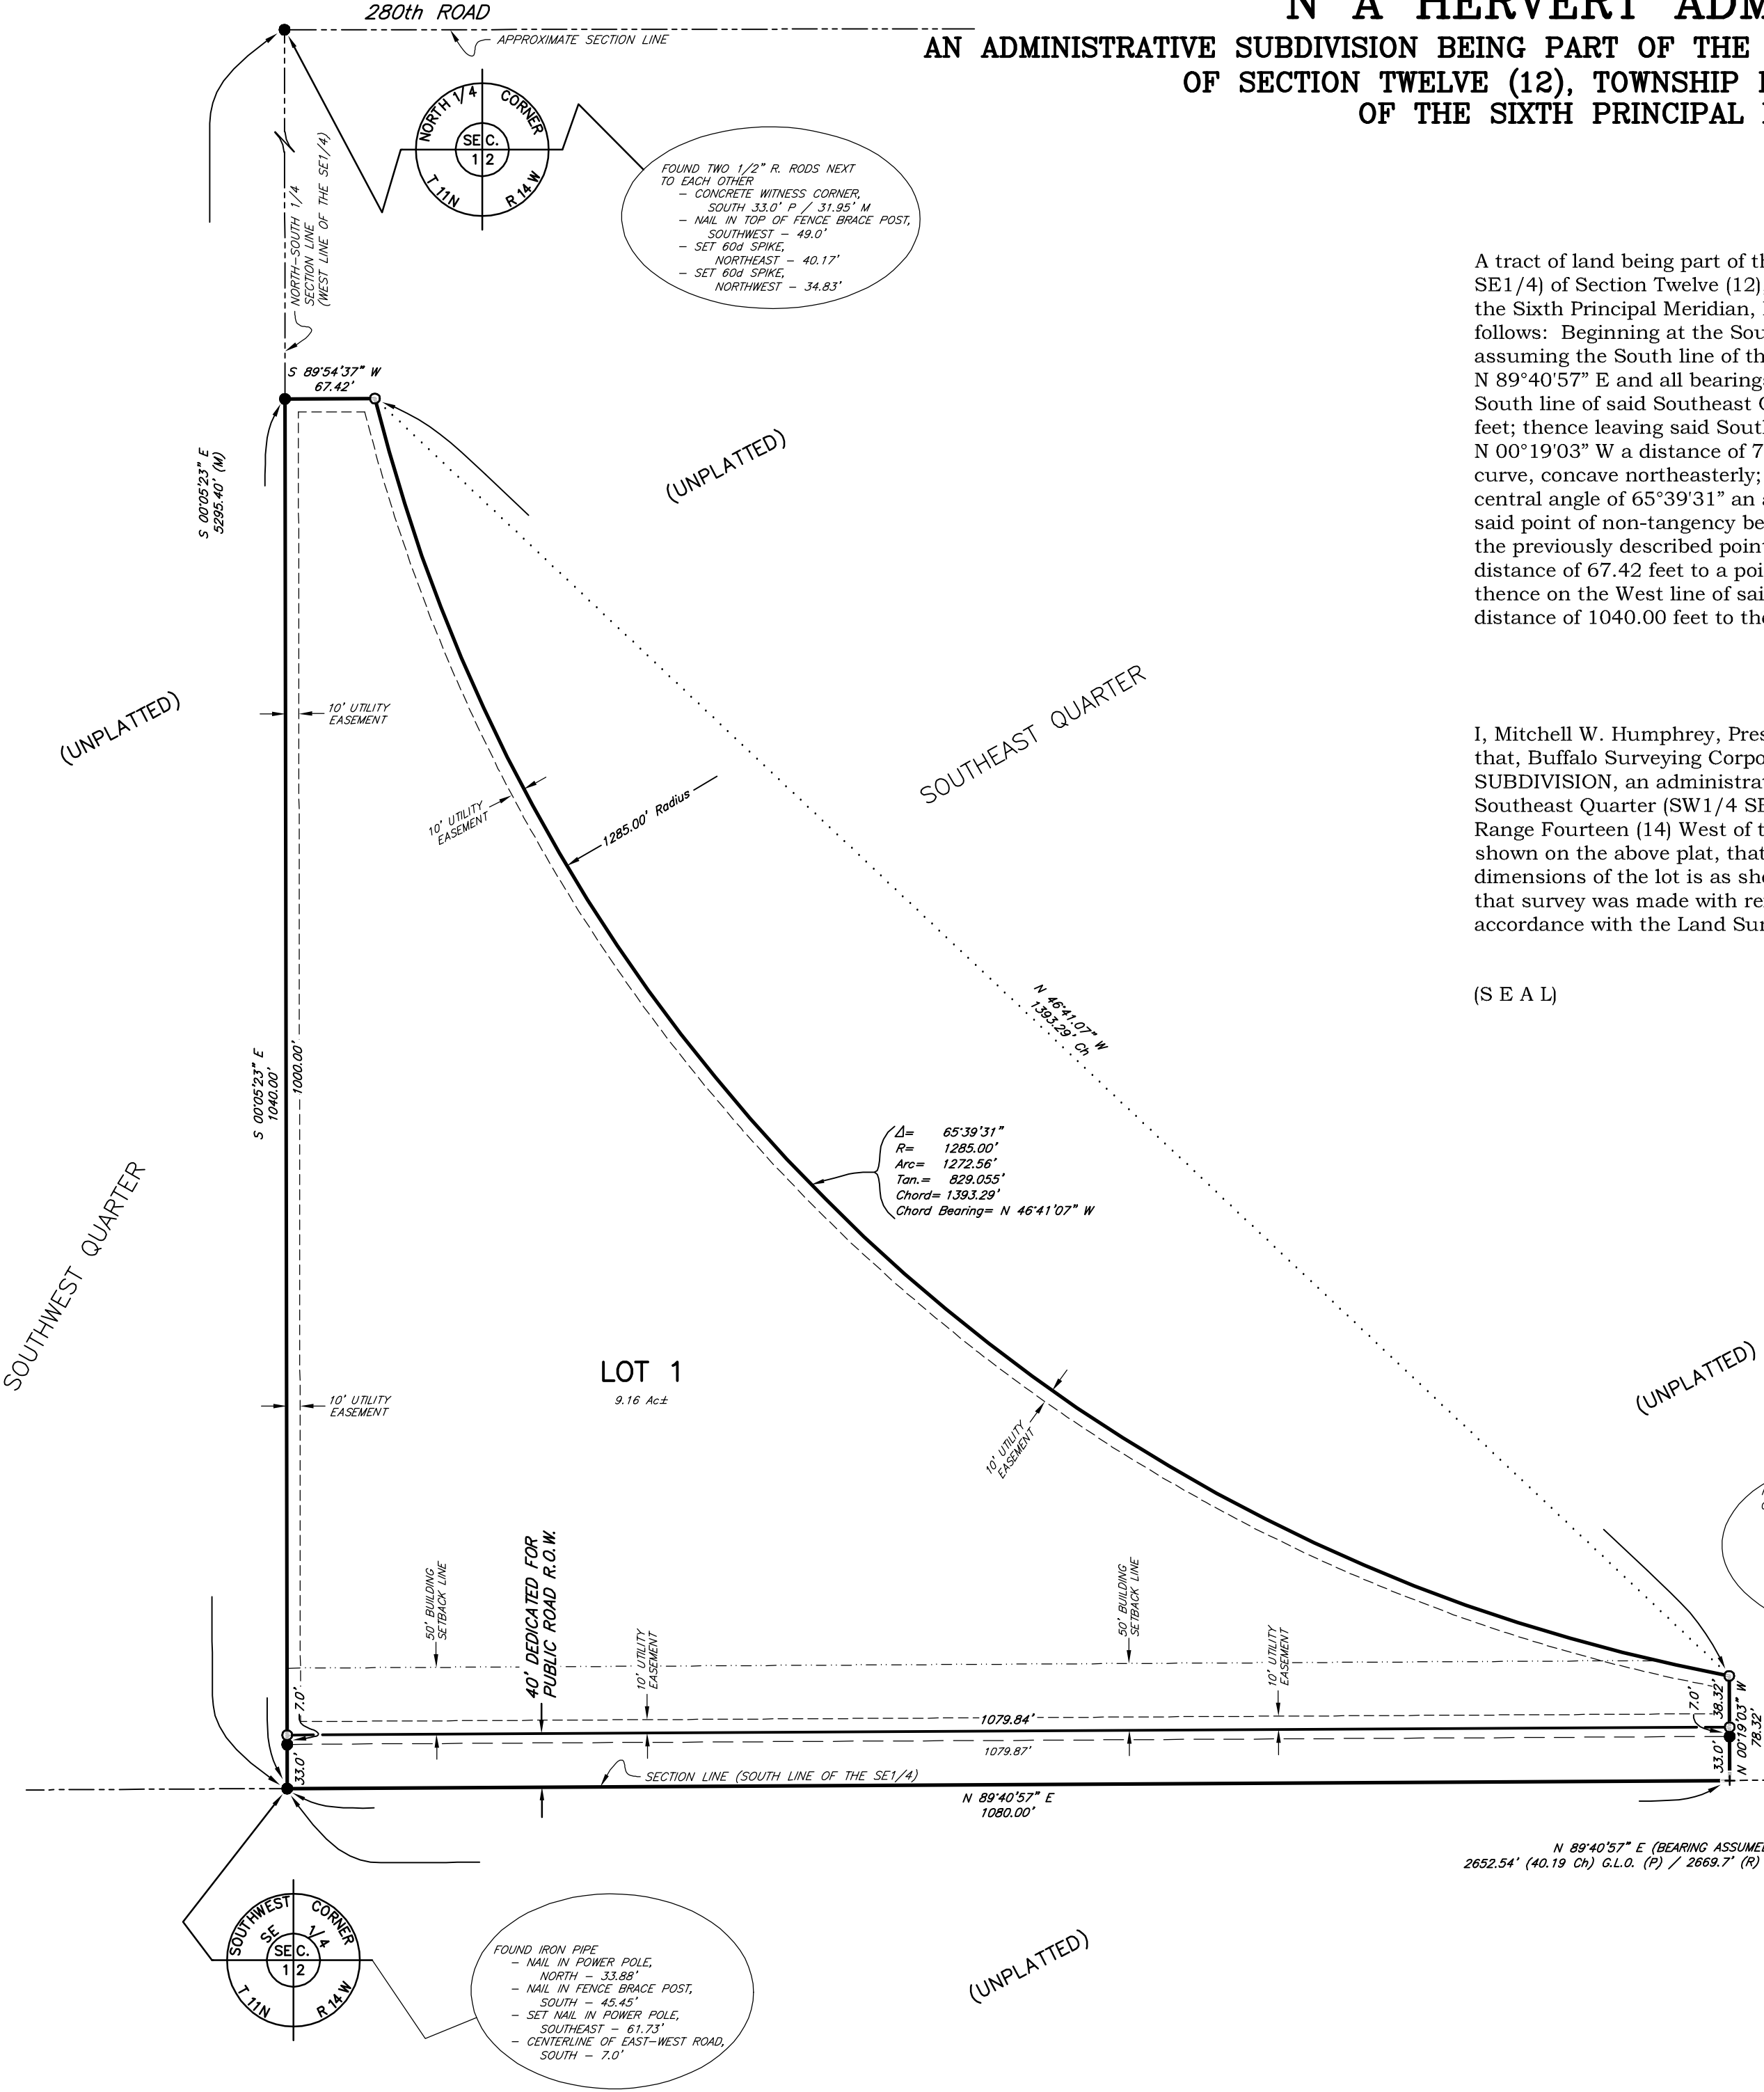 280th ROAD
APPROXIMATE SECTION LINE
N A HERVERT ADM
AN ADMINISTRATIVE SUBDIVISION BEING PART OF THE
OF SECTION TWELVE (12), TOWNSHIP
OF THE SIXTH PRINCIPAL
NORTH 1/4 CORNER
SEC.
12
T 11N
R 14 W
NORTH-SOUTH 1/4
SECTION LINE
(WEST LINE OF THE SE1/4)
FOUND TWO 1/2" R. RODS NEXT
TO EACH OTHER
- CONCRETE WITNESS CORNER,
SOUTH 33.0' P / 31.95' M
- NAIL IN TOP OF FENCE BRACE POST,
SOUTHWEST - 49.0'
- SET 60d SPIKE,
NORTHEAST - 40.17'
- SET 60d SPIKE,
NORTHWEST - 34.83'
A tract of land being part of th
SE1/4) of Section Twelve (12)
the Sixth Principal Meridian,
follows: Beginning at the Sou
assuming the South line of th
N 89°40'57" E and all bearing
South line of said Southeast
feet; thence leaving said Sout
N 00°19'03" W a distance of 7
curve, concave northeasterly;
central angle of 65°39'31" an
said point of non-tangency be
the previously described point
distance of 67.42 feet to a poi
thence on the West line of sai
distance of 1040.00 feet to the
S 89°54'37" W
67.42'
S 00°05'23" E
5295.40' (M)
(UNPLATTED)
SOUTHEAST QUARTER
(UNPLATTED)
10' UTILITY
EASEMENT
10' UTILITY
EASEMENT
1285.00' Radius
I, Mitchell W. Humphrey, Pres
that, Buffalo Surveying Corpo
SUBDIVISION, an administrat
Southeast Quarter (SW1/4 SE
Range Fourteen (14) West of t
shown on the above plat, that
dimensions of the lot is as sho
that survey was made with re
accordance with the Land Sur
(S E A L)
N 46°41.07" W
1393.29' Ch
S 00°05'23" E
1040.00'
1000.00'
Δ= 65°39'31"
R= 1285.00'
Arc= 1272.56'
Tan.= 829.055'
Chord= 1393.29'
Chord Bearing= N 46°41'07" W
SOUTHWEST QUARTER
LOT 1
9.16 Ac±
10' UTILITY
EASEMENT
10' UTILITY
EASEMENT
(UNPLATTED)
50' BUILDING
SETBACK LINE
40' DEDICATED FOR
PUBLIC ROAD R.O.W.
10' UTILITY
EASEMENT
50' BUILDING
SETBACK LINE
10' UTILITY
EASEMENT
7.0'
33.0'
1079.84'
1079.87'
7.0'
38.32'
33.0'
N 00°19'03" W
78.32'
SECTION LINE (SOUTH LINE OF THE SE1/4)
N 89°40'57" E
1080.00'
N 89°40'57" E (BEARING ASSUME
2652.54' (40.19 Ch) G.L.O. (P) / 2669.7' (R)
SOUTHWEST CORNER
SE 1/4
SEC.
12
T 11N
R 14 W
FOUND IRON PIPE
- NAIL IN POWER POLE,
NORTH - 33.88'
- NAIL IN FENCE BRACE POST,
SOUTH - 45.45'
- SET NAIL IN POWER POLE,
SOUTHEAST - 61.73'
- CENTERLINE OF EAST-WEST ROAD,
SOUTH - 7.0'
(UNPLATTED)